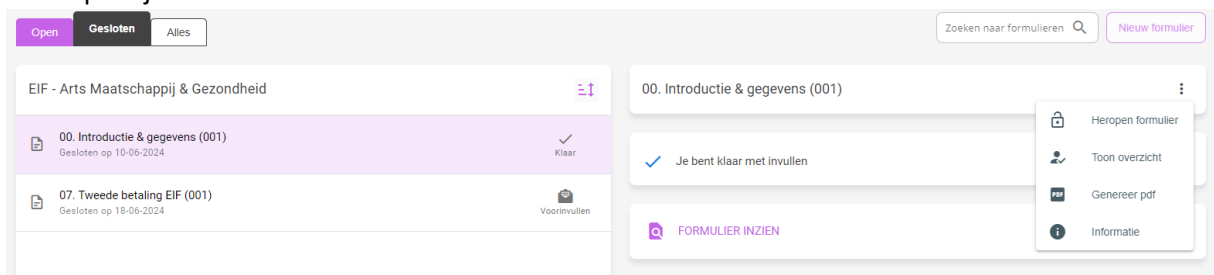 Open
Gesloten
Alles
Zoeken naar formulieren
Nieuw formulier
EIF - Arts Maatschappij & Gezondheid
00. Introductie & gegevens (001)
Gesloten op 10-06-2024
Klaar
07. Tweede betaling EIF (001)
Gesloten op 18-06-2024
Voorinvullen
00. Introductie & gegevens (001)
Je bent klaar met invullen
FORMULIER INZIEN
Heropen formulier
Toon overzicht
PDF
Genereer pdf
Informatie